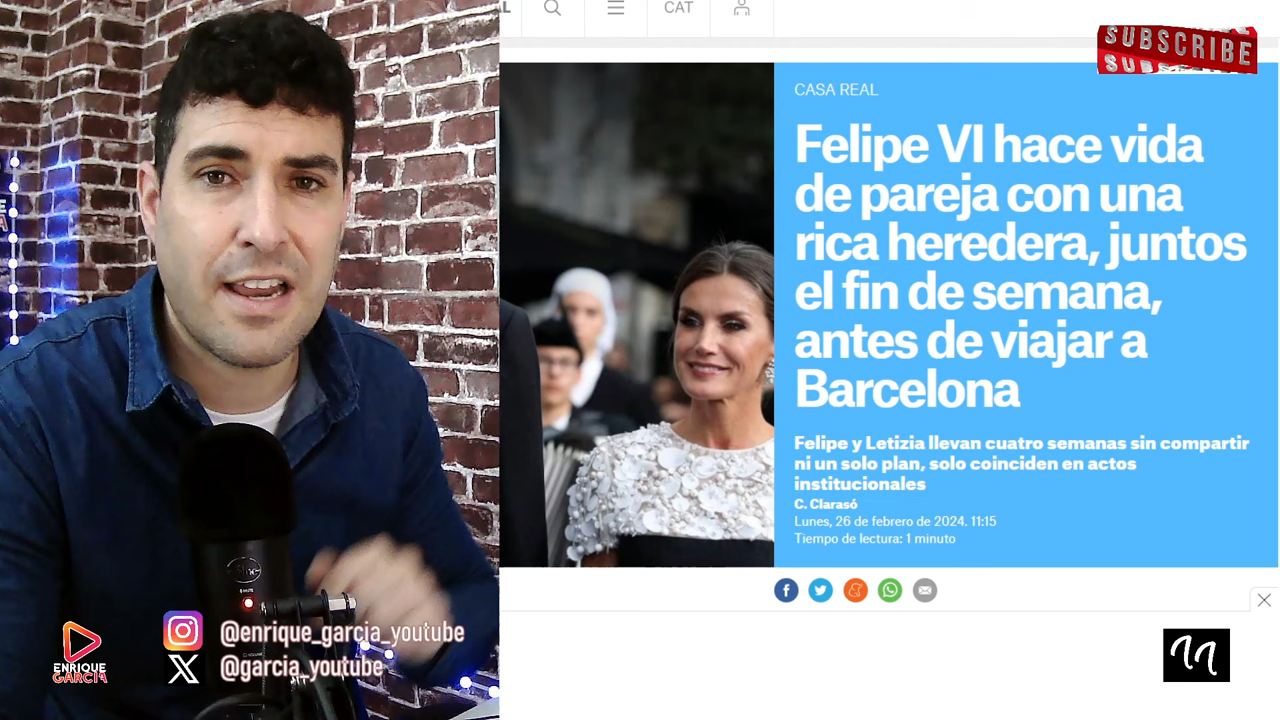 CAT
SUBSCRIBE
CASA REAL
Felipe VI hace vida
de pareja con una
rica heredera, juntos
el fin de semana,
antes de viajar a
Barcelona
Felipe y Letizia llevan cuatro semanas sin compartir
ni un solo plan, solo coinciden en actos
institucionales
C. Clarasó
Lunes, 26 de febrero de 2024. 11:15
Tiempo de lectura: 1 minuto
@enrique_garcia_youtube
@garcia_youtube
ENRIQUE
GARCIA